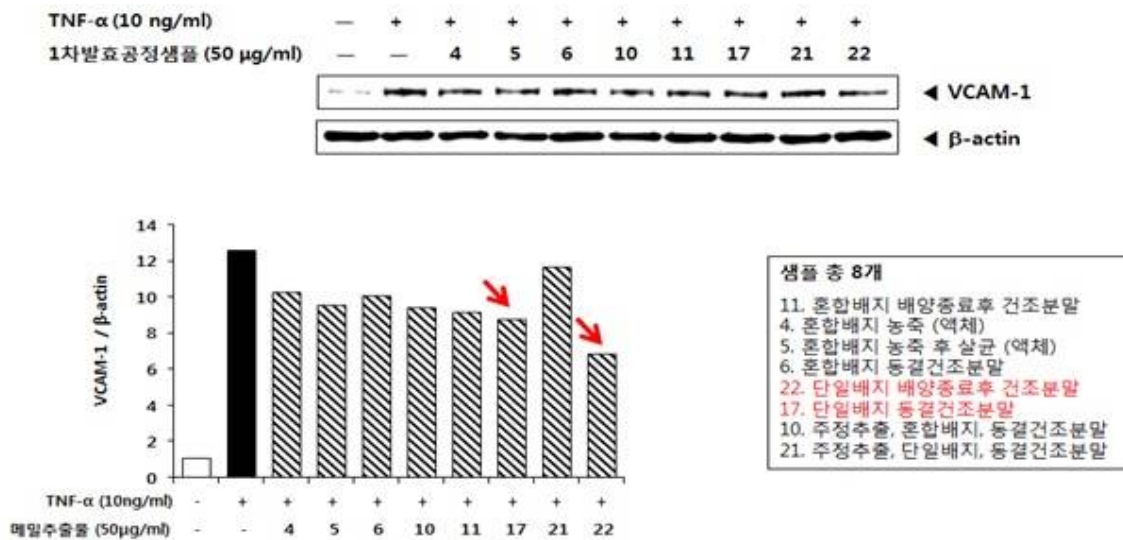 TNF-α (10 ng/ml) — + + + + + + + + +
1차발효공정샘플 (50 μg/ml) — — 4 5 6 10 11 17 21 22
◀ VCAM-1
◀ β-actin
14
12
10
8
6
4
2
0
VCAM-1 / β-actin
TNF-α (10ng/ml) - + + + + + + + + +
메밀추출물 (50μg/ml) - - 4 5 6 10 11 17 21 22
샘플 총 8개
11. 혼합배지 배양종료후 건조분말
4. 혼합배지 농축 (액체)
5. 혼합배지 농축 후 살균 (액체)
6. 혼합배지 동결건조분말
22. 단일배지 배양종료후 건조분말
17. 단일배지 동결건조분말
10. 주정추출, 혼합배지, 동결건조분말
21. 주정추출, 단일배지, 동결건조분말